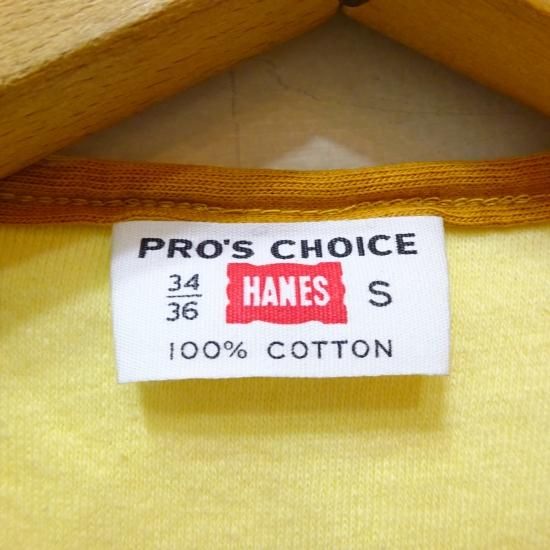 PRO'S CHOICE
34
36
HANES
S
100% COTTON